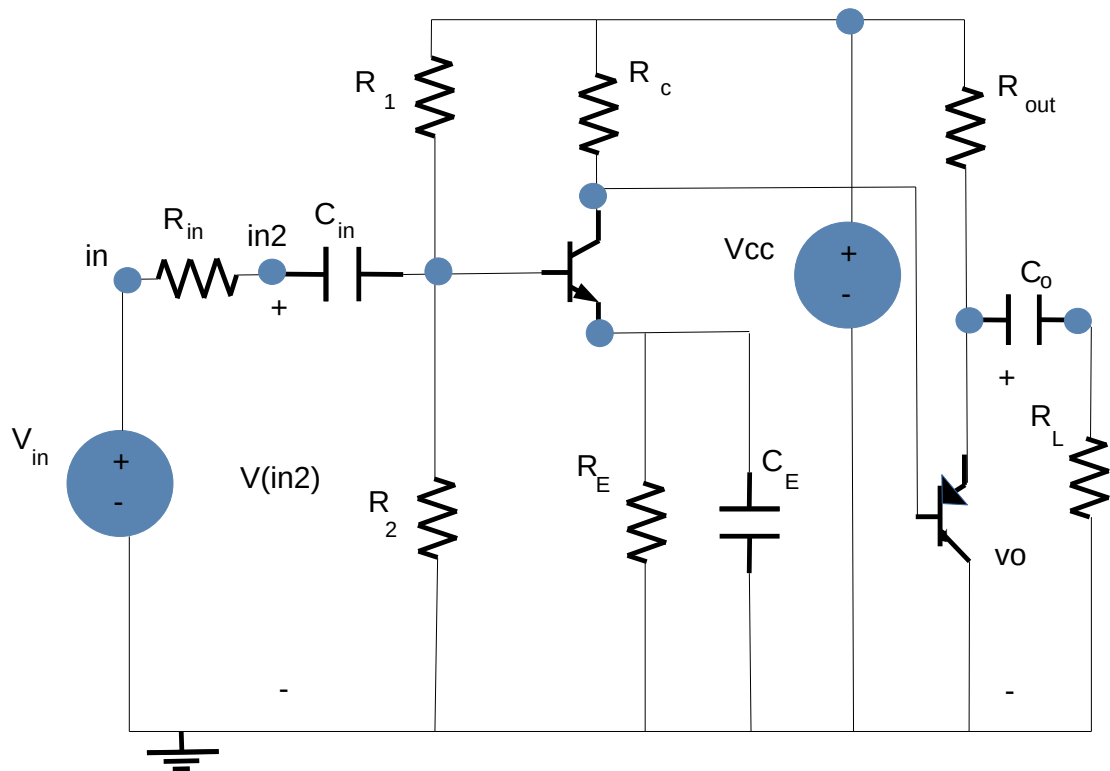 R1
Rc
Rout
Rin
in2
Cin
in
+
Vcc
+
-
Co
+
RL
Vin
+
-
V(in2)
R2
RE
CE
vo
-
-